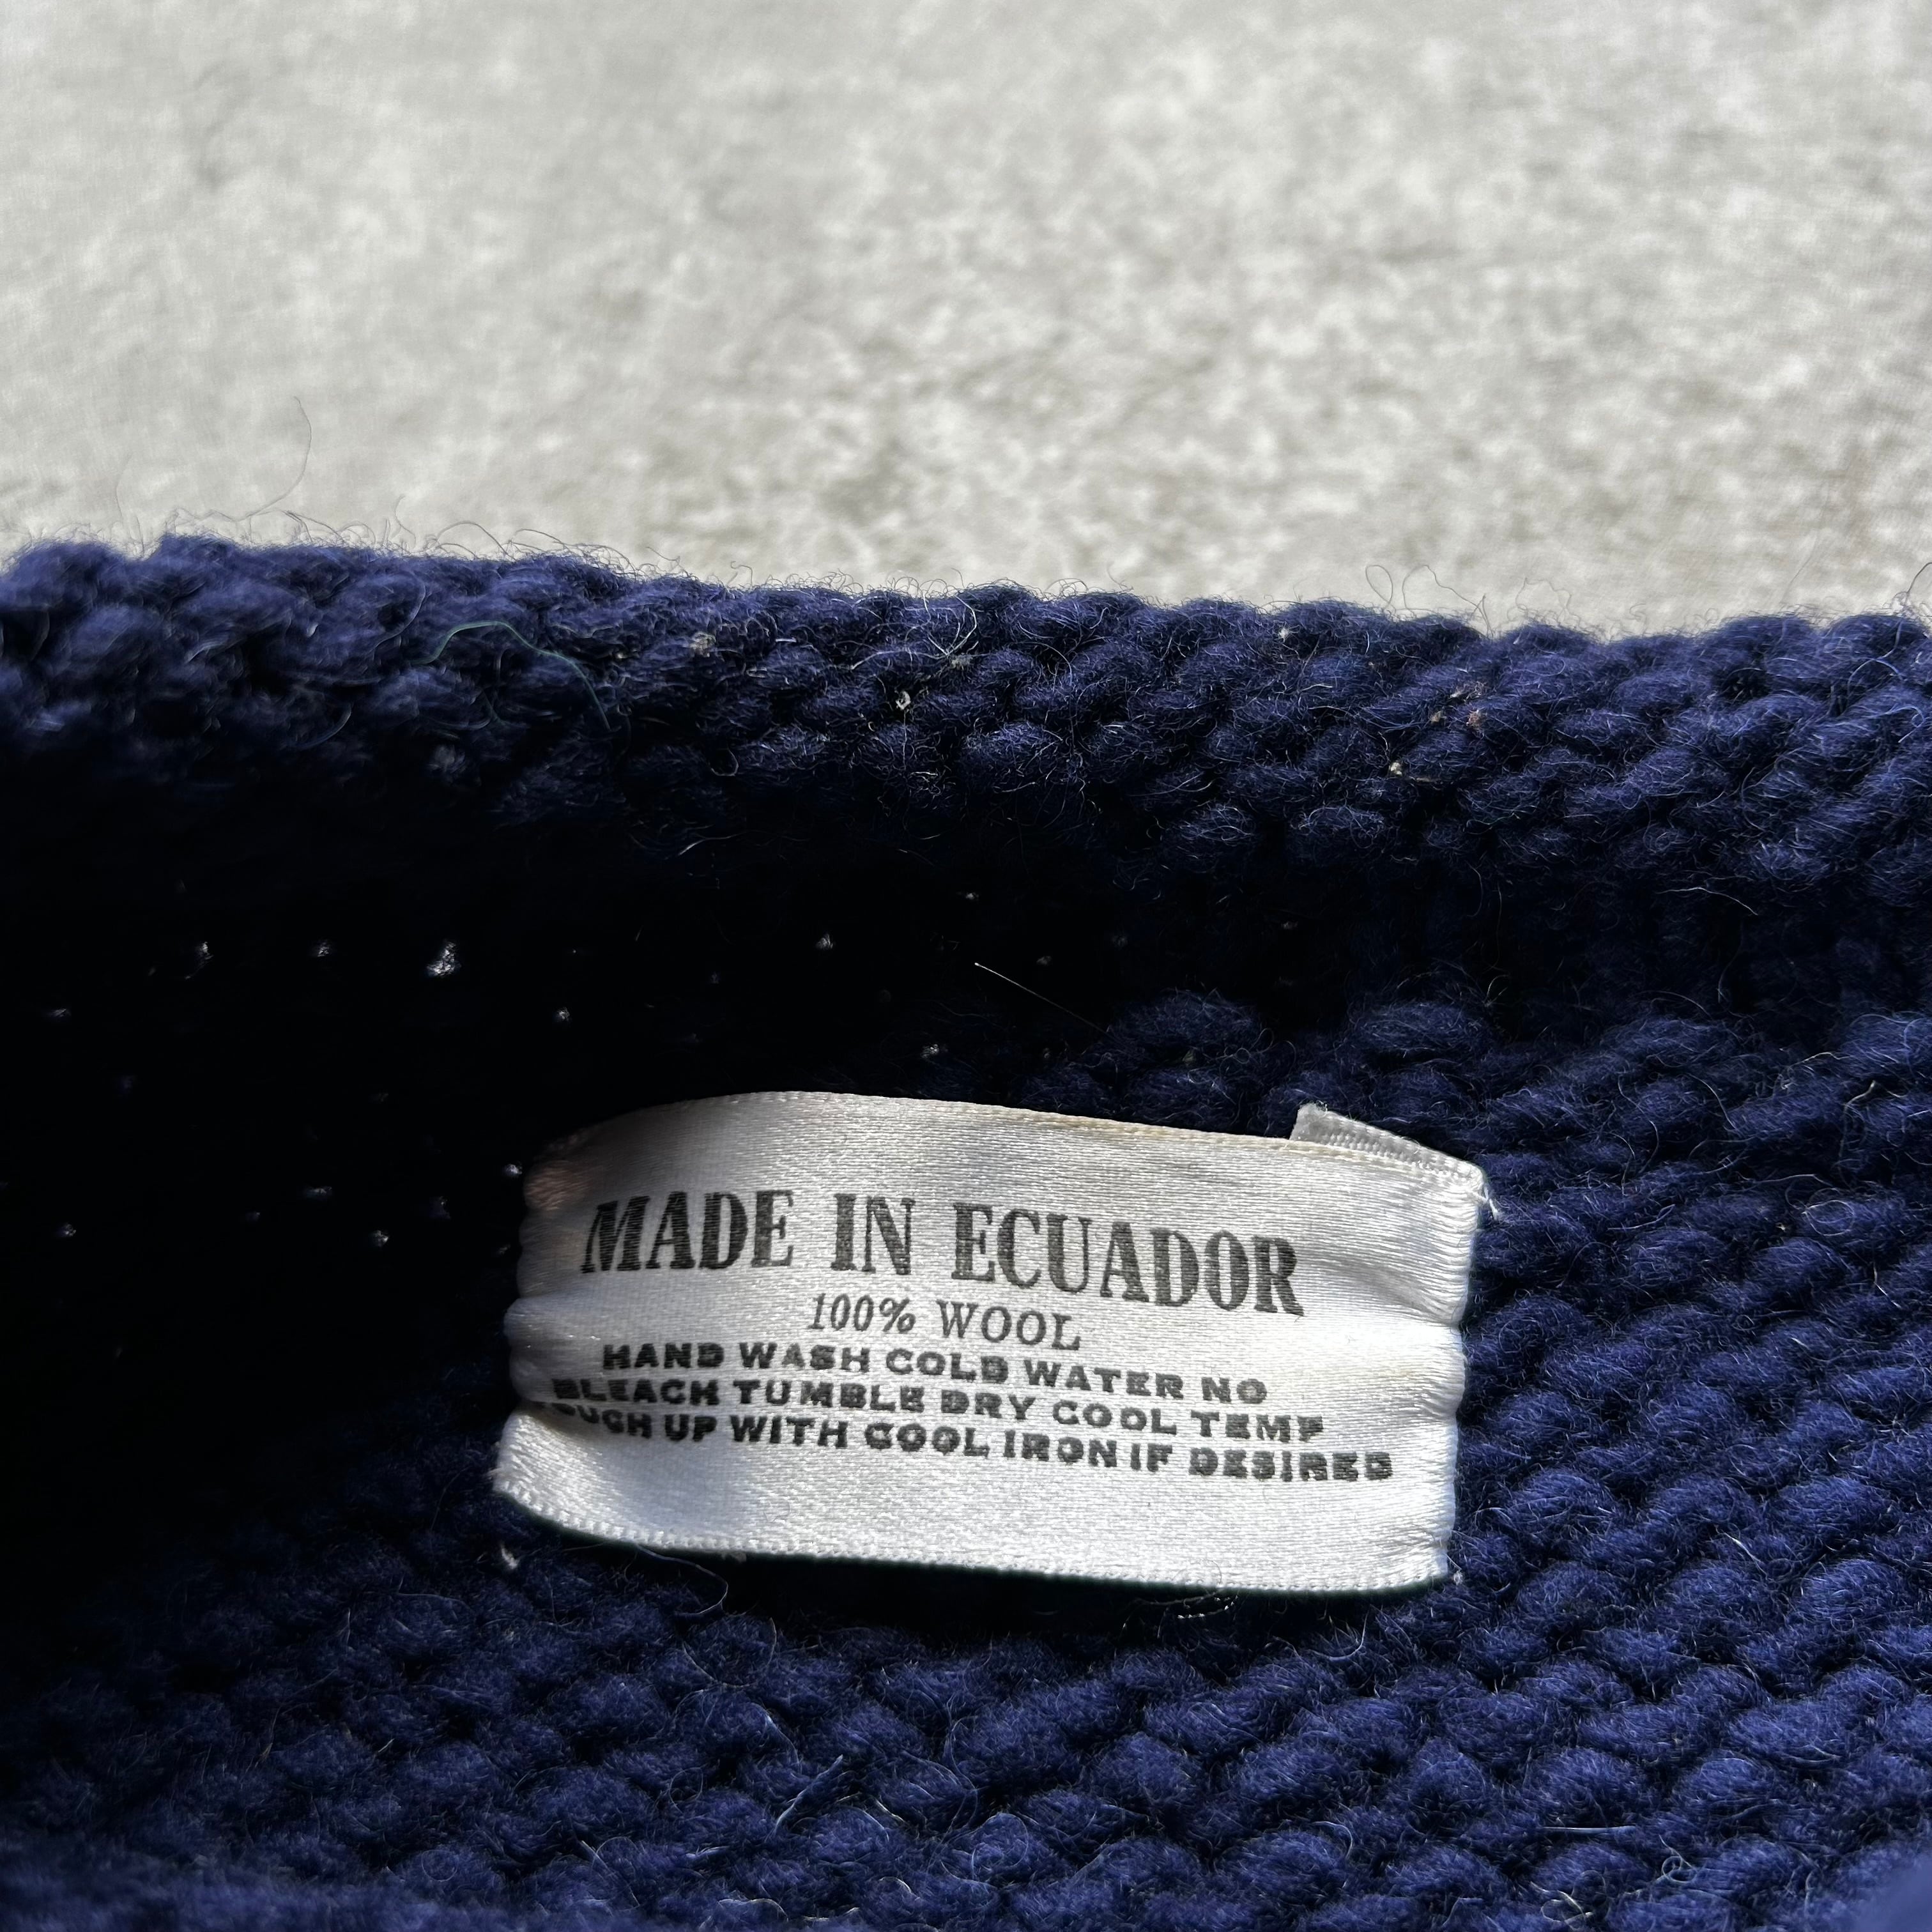 MADE IN ECUADOR
100% WOOL
HAND WASH COLD WATER NO
BLEACH TUMBLE DRY COOL TEMP
TOUCH UP WITH COOL IRON IF DESIRED